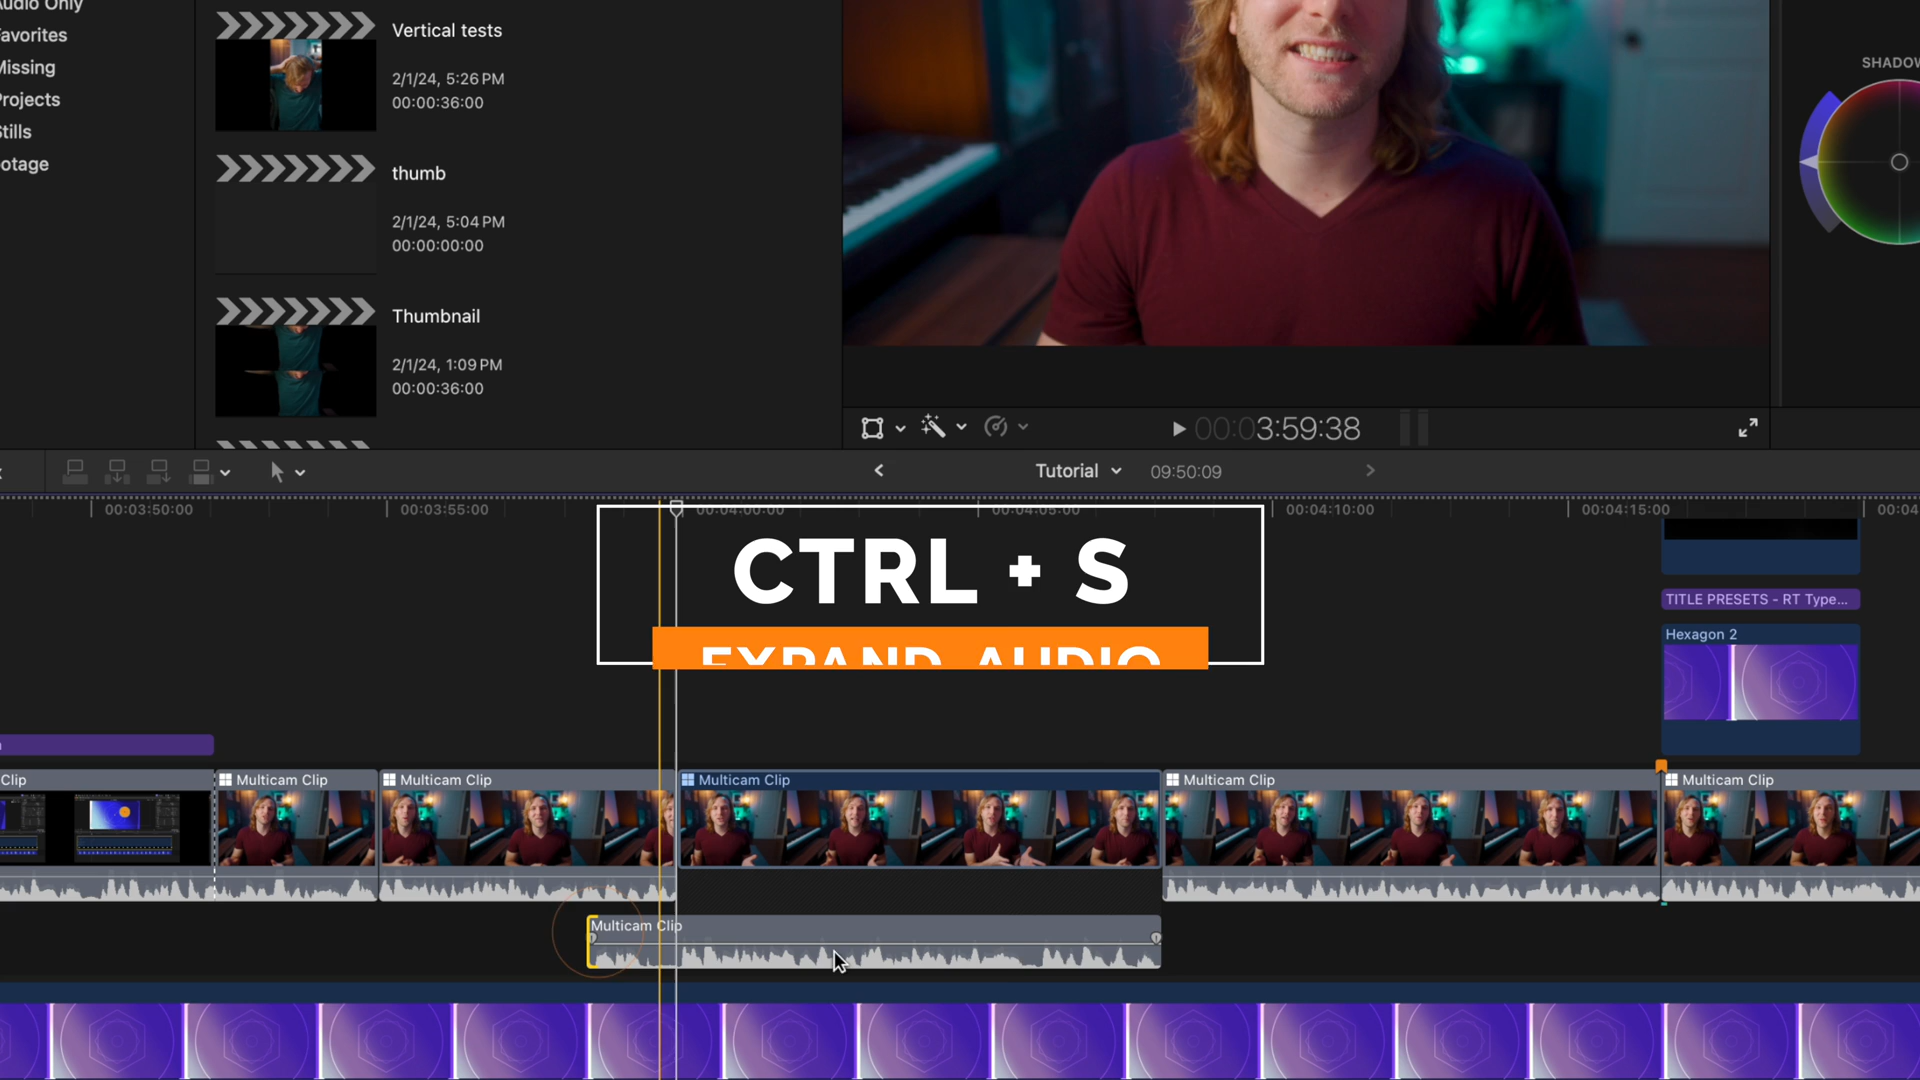 Audio Only
Favorites
Missing
Projects
Stills
Footage
Vertical tests
2/1/24, 5:26 PM
00:00:36:00
thumb
2/1/24, 5:04 PM
00:00:00:00
Thumbnail
2/1/24, 1:09 PM
00:00:36:00
SHADOW
00:03:59:38
Tutorial
09:50:09
00:03:50:00
00:03:55:00
00:04:00:00
00:04:05:00
00:04:10:00
00:04:15:00
00:04
CTRL + S
EXPAND AUDIO
TITLE PRESETS - RT Type...
Hexagon 2
Clip
Multicam Clip
Multicam Clip
Multicam Clip
Multicam Clip
Multicam Clip
Multicam Clip